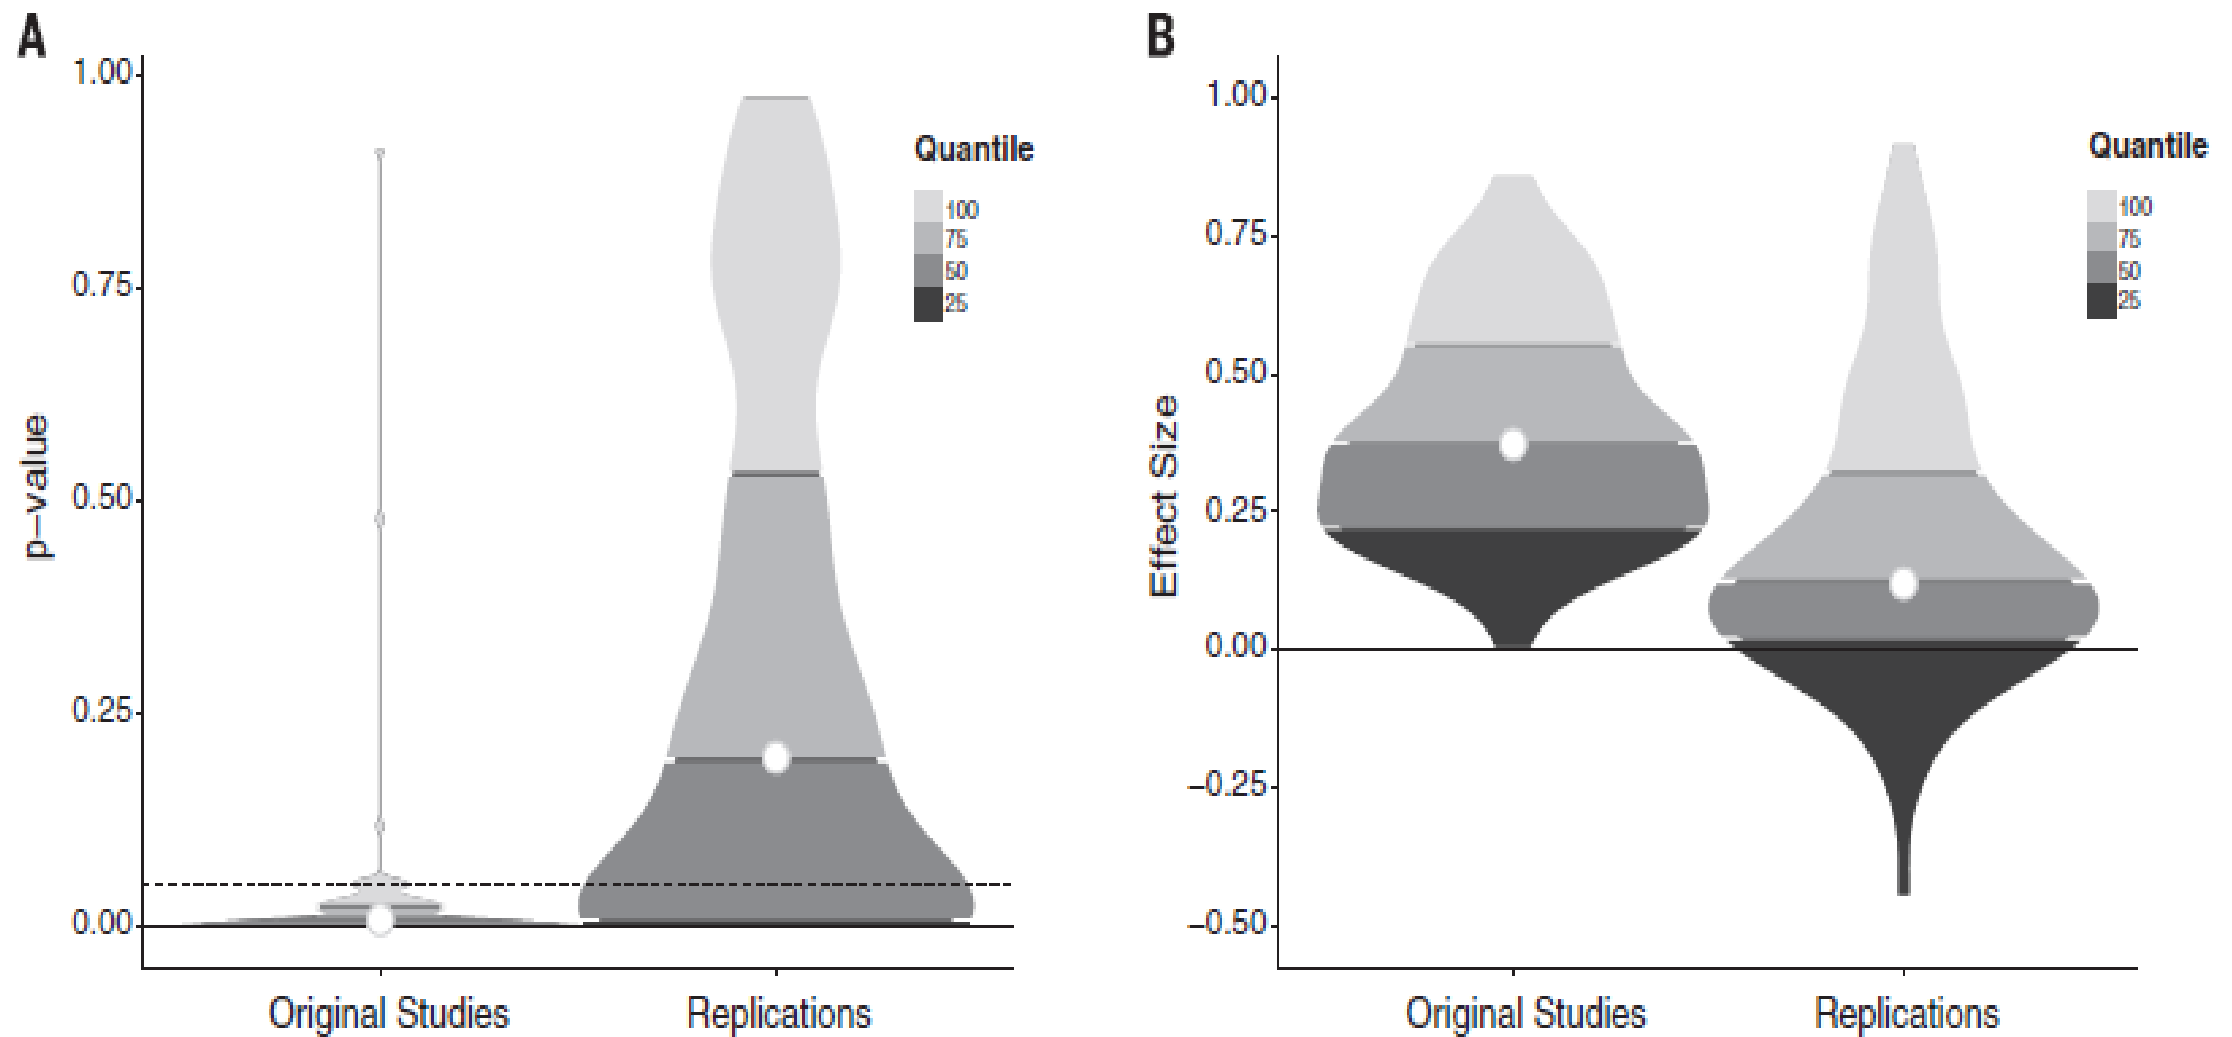 A
B
1.00
0.75
0.50
0.25
0.00
p–value
Original Studies
Replications
Quantile
100
75
50
25
1.00
0.75
0.50
0.25
0.00
–0.25
–0.50
Effect Size
Original Studies
Replications
Quantile
100
75
50
25